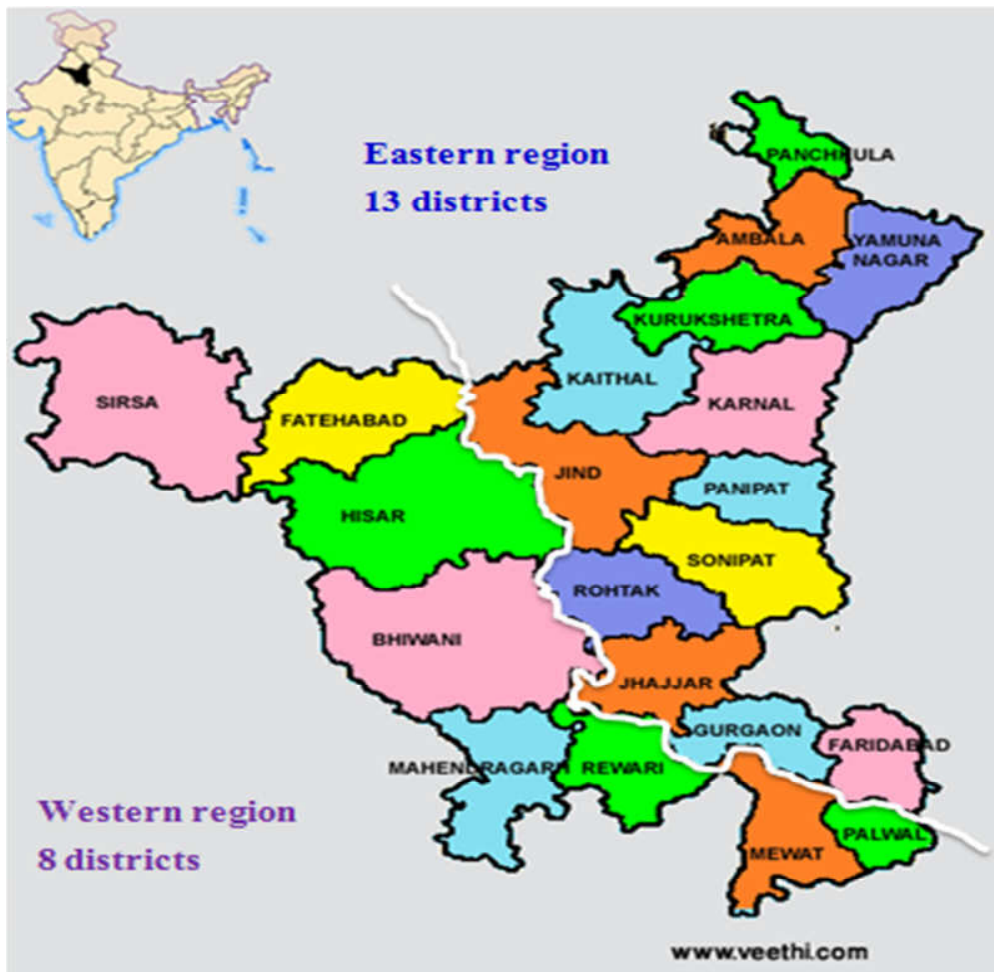 Eastern region
13 districts
PANCHKULA
AMBALA
YAMUNA
NAGAR
KURUKSHETRA
KAITHAL
KARNAL
SIRSA
FATEHABAD
JIND
PANIPAT
HISAR
SONIPAT
ROHTAK
BHIWANI
JHAJJAR
GURGAON
FARIDABAD
MAHENDRAGARH
REWARI
Western region
8 districts
PALWAL
MEWAT
www.veethi.com